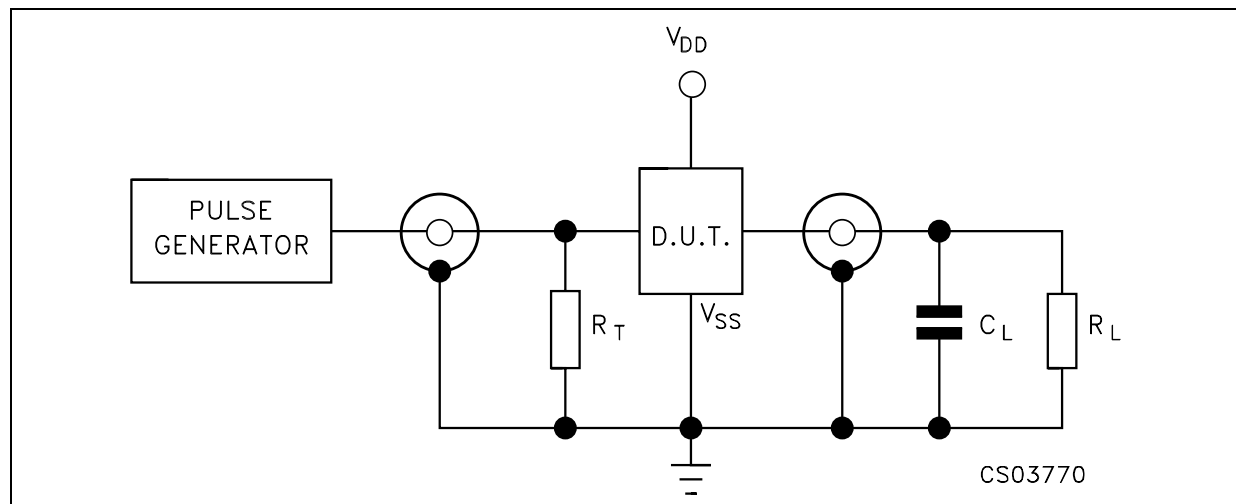 VDD
PULSE
GENERATOR
D.U.T.
VSS
RT
CL
RL
CS03770